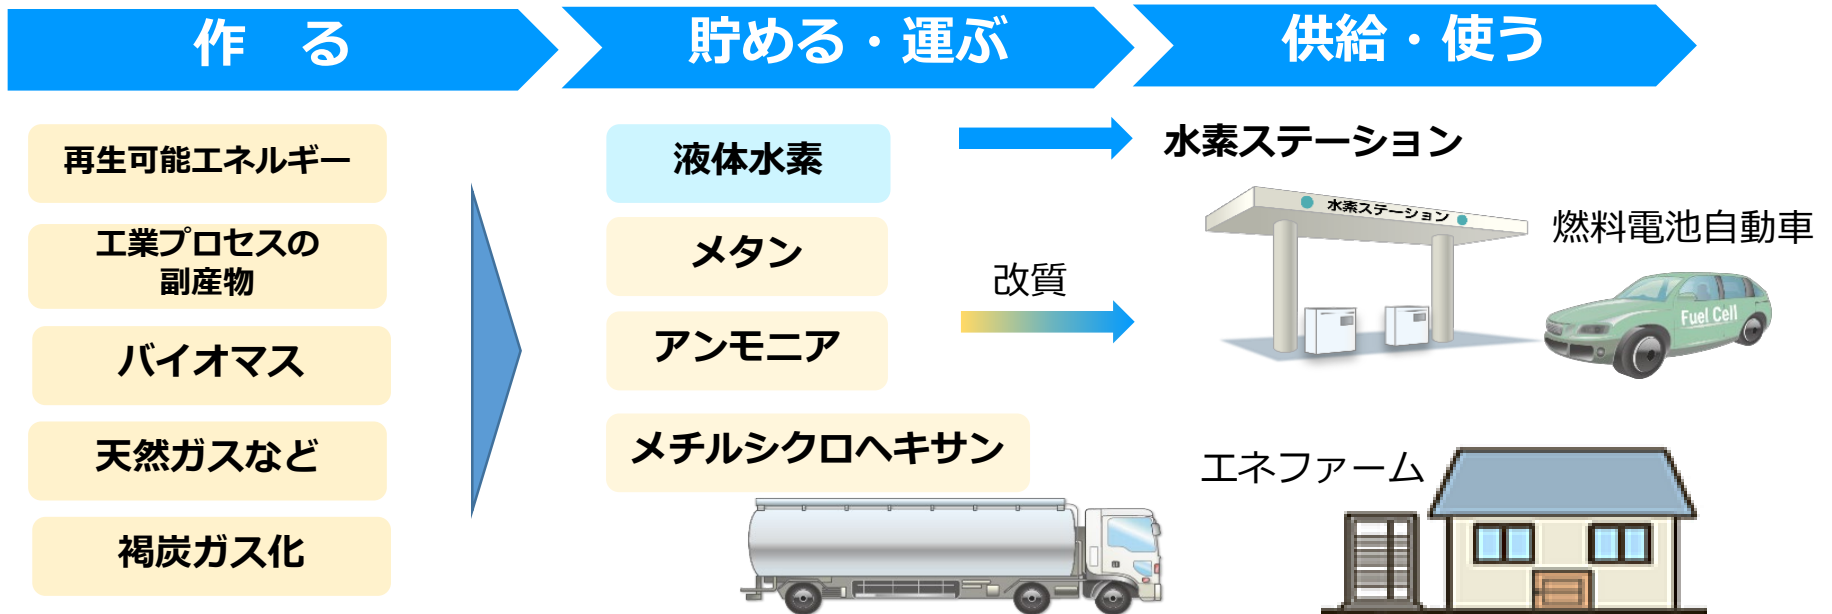 作　る
貯める・運ぶ
供給・使う
再生可能エネルギー
工業プロセスの
副産物
バイオマス
天然ガスなど
褐炭ガス化
液体水素
メタン
アンモニア
メチルシクロヘキサン
改質
水素ステーション
水素ステーション
燃料電池自動車
Fuel Cell
エネファーム